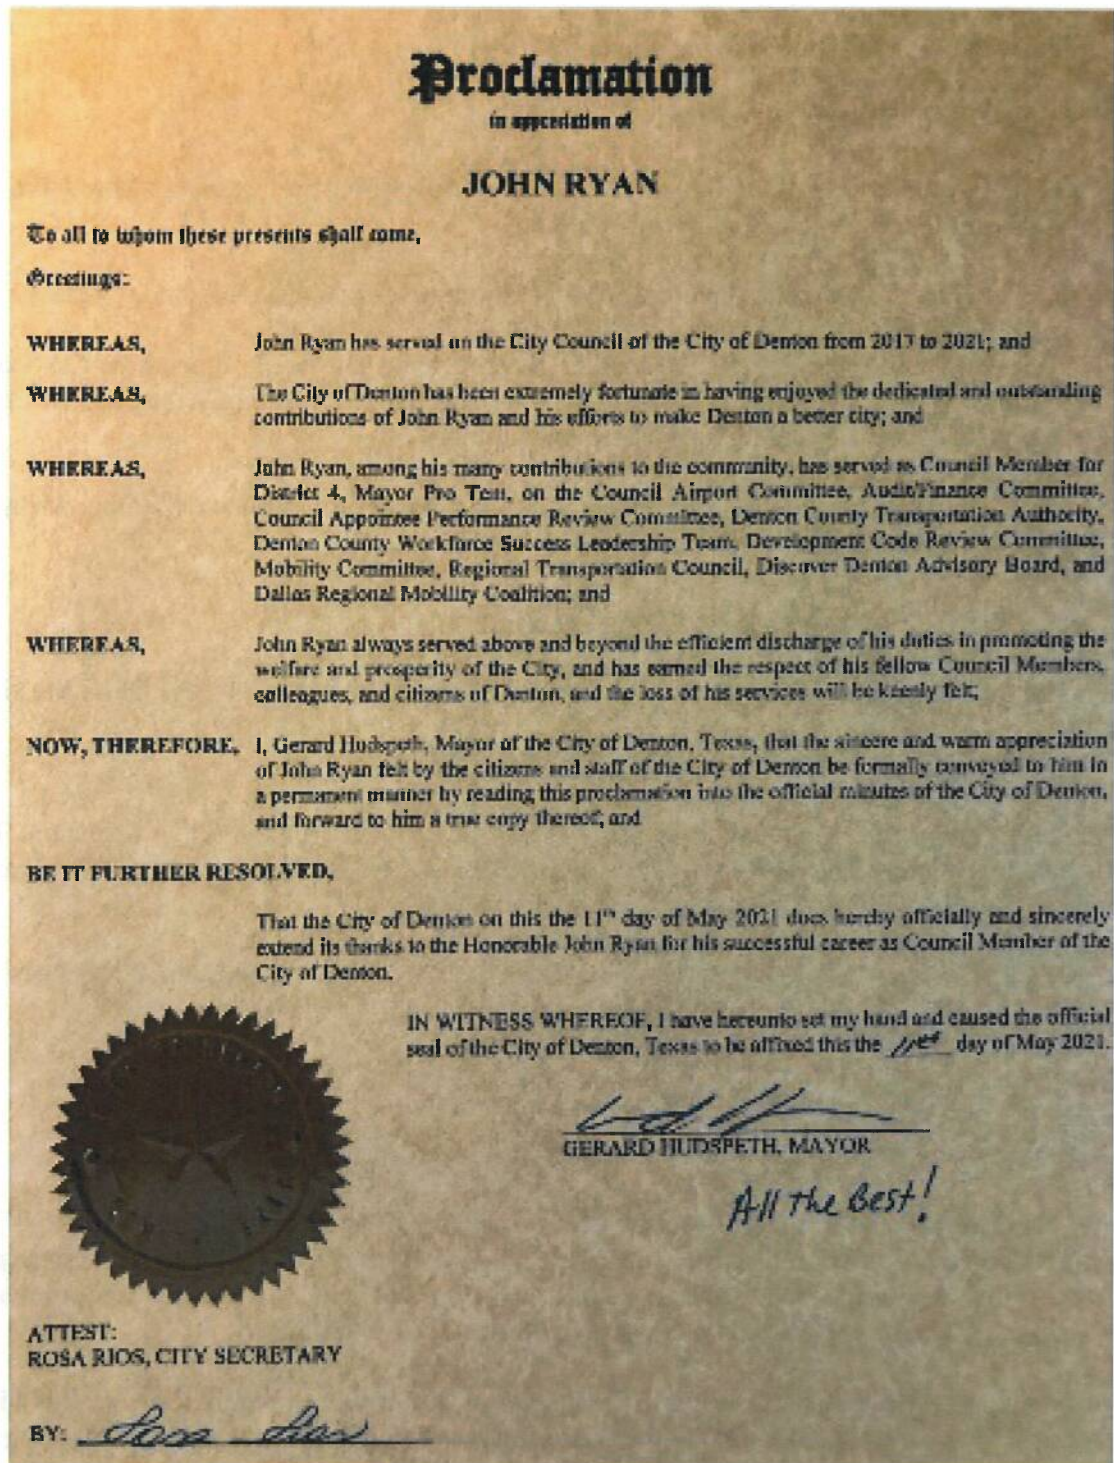 Proclamation
in appreciation of
JOHN RYAN
To all to whom these presents shall come,
Greetings:
WHEREAS, John Ryan has served on the City Council of the City of Denton from 2017 to 2021; and
WHEREAS, The City of Denton has been extremely fortunate in having enjoyed the dedicated and outstanding
contributions of John Ryan and his efforts to make Denton a better city; and
WHEREAS, John Ryan, among his many contributions to the community, has served as Council Member for
District 4, Mayor Pro Tem, on the Council Airport Committee, Audit/Finance Committee,
Council Appointee Performance Review Committee, Denton County Transportation Authority,
Denton County Workforce Success Leadership Team, Development Code Review Committee,
Mobility Committee, Regional Transportation Council, Discover Denton Advisory Board, and
Dallas Regional Mobility Coalition; and
WHEREAS, John Ryan always served above and beyond the efficient discharge of his duties in promoting the
welfare and prosperity of the City, and has earned the respect of his fellow Council Members,
colleagues, and citizens of Denton, and the loss of his services will be keenly felt;
NOW, THEREFORE, I, Gerard Hudspeth, Mayor of the City of Denton, Texas, that the sincere and warm appreciation
of John Ryan felt by the citizens and staff of the City of Denton be formally conveyed to him in
a permanent manner by reading this proclamation into the official minutes of the City of Denton,
and forward to him a true copy thereof; and
BE IT FURTHER RESOLVED,
That the City of Denton on this the 11th day of May 2021 does hereby officially and sincerely
extend its thanks to the Honorable John Ryan for his successful career as Council Member of the
City of Denton.
IN WITNESS WHEREOF, I have hereunto set my hand and caused the official
seal of the City of Denton, Texas to be affixed this the 11th day of May 2021.
GERARD HUDSPETH, MAYOR
All the Best!
ATTEST:
ROSA RIOS, CITY SECRETARY
BY: Rosa Rios